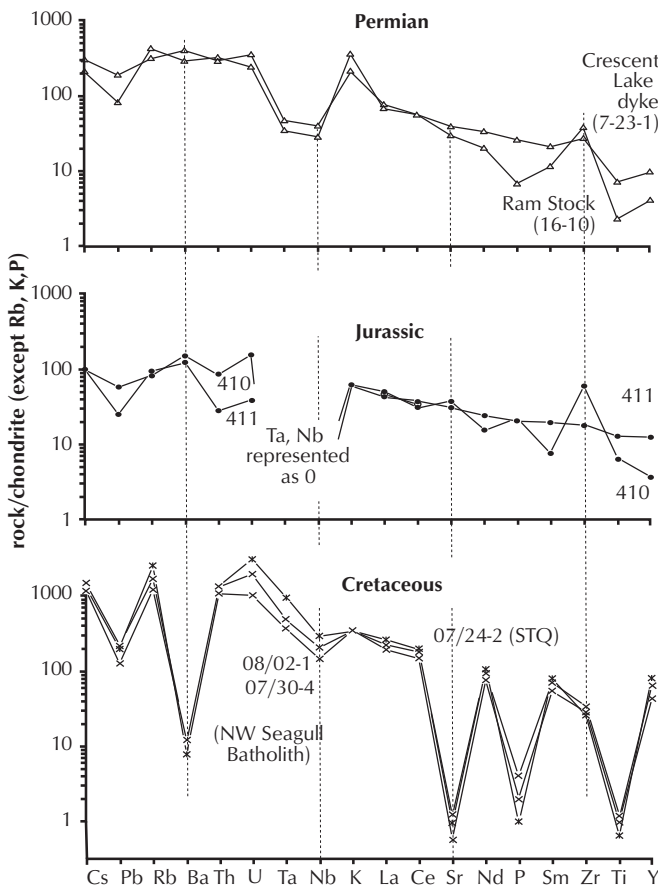 rock/chondrite (except Rb, K,P)
1000
100
10
1
Permian
Crescent
Lake
dyke
(7-23-1)
Ram Stock
(16-10)
1000
100
10
1
Jurassic
410
411
Ta, Nb
represented
as 0
411
410
1000
100
10
1
Cretaceous
07/24-2 (STQ)
08/02-1
07/30-4
(NW Seagull
Batholith)
Cs Pb Rb Ba Th U Ta Nb K La Ce Sr Nd P Sm Zr Ti Y